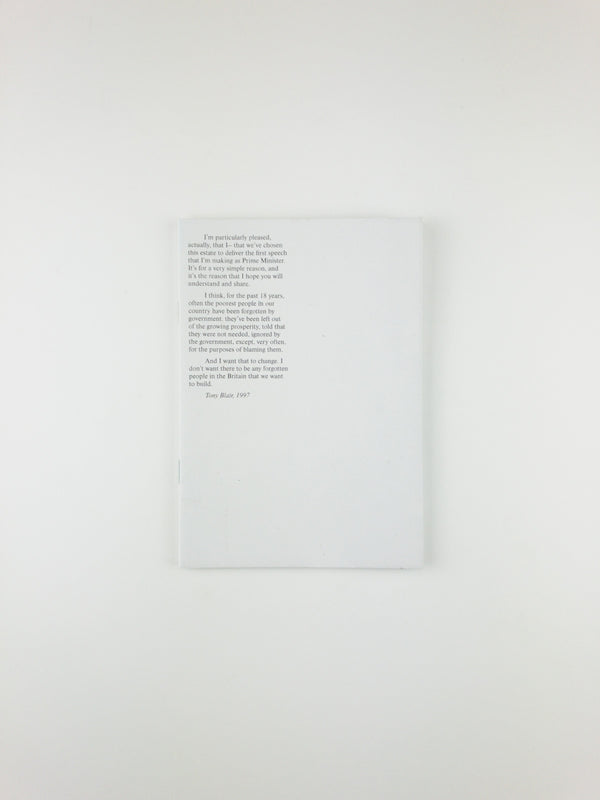 I'm particularly pleased,
actually, that I– that we've chosen
this estate to deliver the first speech
that I'm making as Prime Minister.
It's for a very simple reason, and
it's the reason that I hope you will
understand and share.
I think, for the past 18 years,
often the poorest people in our
country have been forgotten by
government. they've been left out
of the growing prosperity, told that
they were not needed, ignored by
the government, except, very often,
for the purposes of blaming them.
And I want that to change. I
don't want there to be any forgotten
people in the Britain that we want
to build.
Tony Blair, 1997